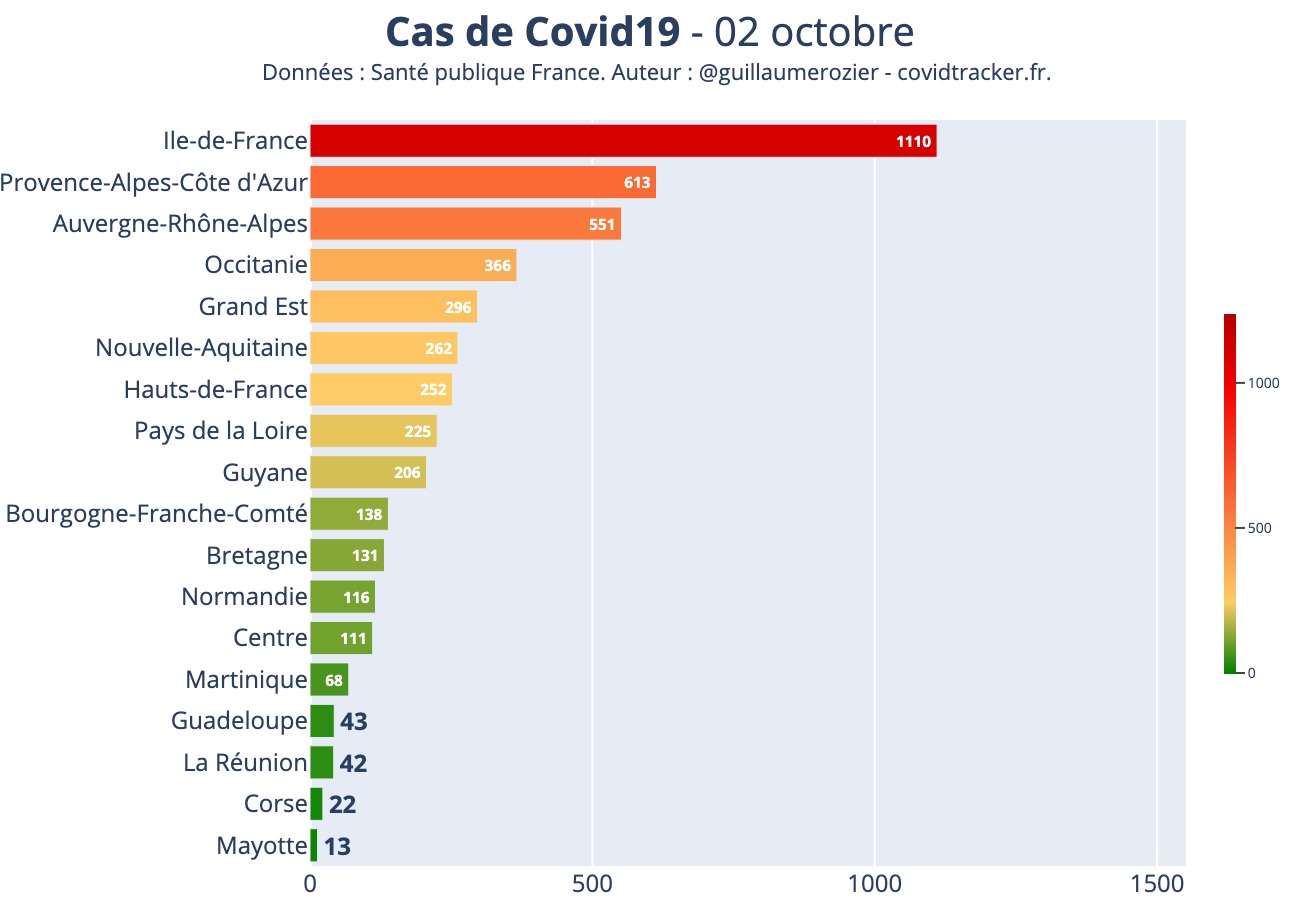 Cas de Covid19 - 02 octobre
Données : Santé publique France. Auteur : @guillaumerozier - covidtracker.fr.
Ile-de-France 1110
Provence-Alpes-Côte d'Azur 613
Auvergne-Rhône-Alpes 551
Occitanie 366
Grand Est 296
Nouvelle-Aquitaine 262
Hauts-de-France 252
Pays de la Loire 225
Guyane 206
Bourgogne-Franche-Comté 138
Bretagne 131
Normandie 116
Centre 111
Martinique 68
Guadeloupe 43
La Réunion 42
Corse 22
Mayotte 13
0 500 1000 1500
1000
500
0